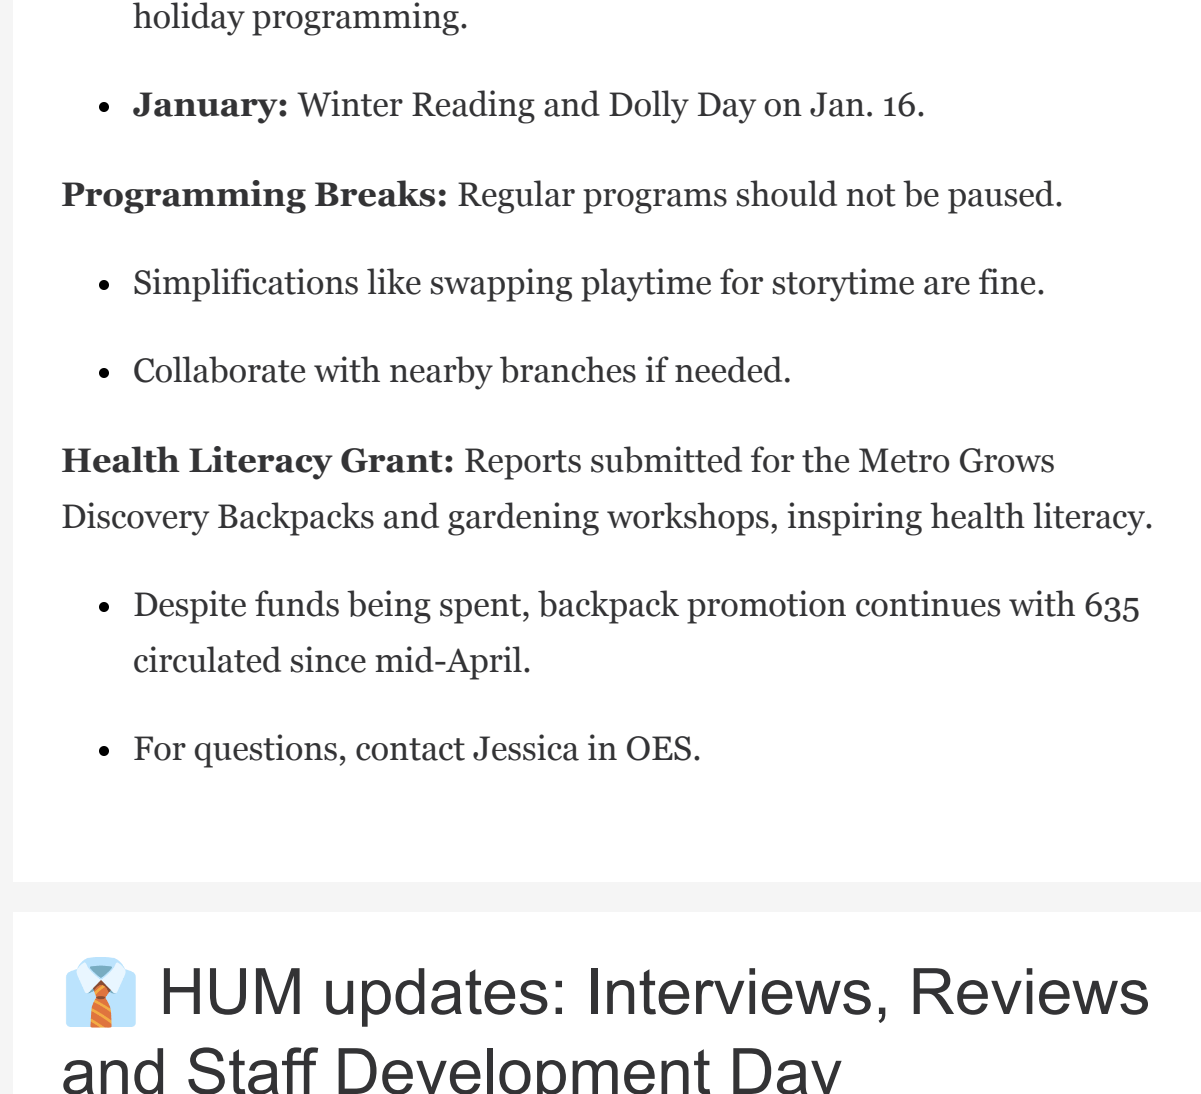 holiday programming.
• January: Winter Reading and Dolly Day on Jan. 16.
Programming Breaks: Regular programs should not be paused.
• Simplifications like swapping playtime for storytime are fine.
• Collaborate with nearby branches if needed.
Health Literacy Grant: Reports submitted for the Metro Grows
Discovery Backpacks and gardening workshops, inspiring health literacy.
• Despite funds being spent, backpack promotion continues with 635
circulated since mid-April.
• For questions, contact Jessica in OES.
👔 HUM updates: Interviews, Reviews
and Staff Development Day